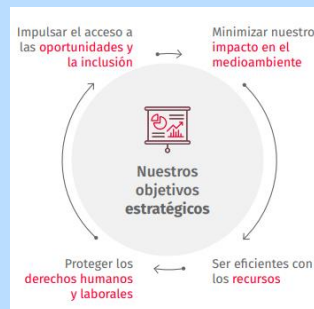 Impulsar el acceso a
las oportunidades y
la inclusión
Minimizar nuestro
impacto en el
medioambiente
Nuestros
objetivos
estratégicos
Proteger los
derechos humanos
y laborales
Ser eficientes con
los recursos